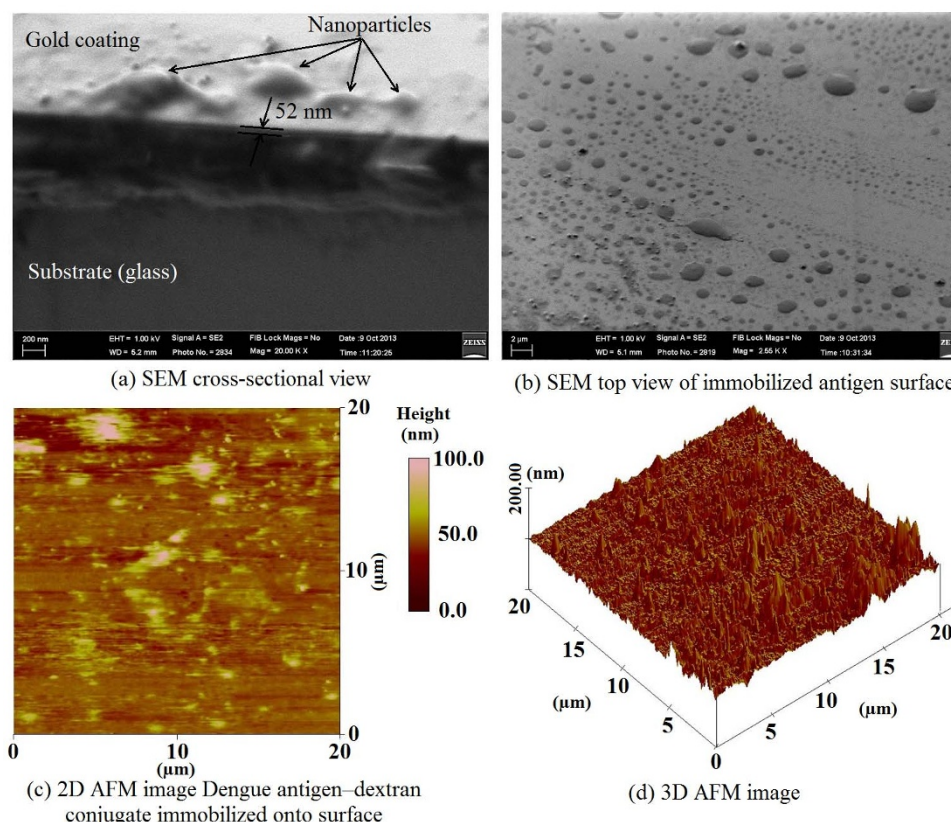 Gold coating
Nanoparticles
52 nm
Substrate (glass)
200 nm
EHT = 1.00 kV Signal A = SE2 FIB Lock Mags = No Date :9 Oct 2013
WD = 5.2 mm Photo No. = 2834 Mag = 20.00 K X Time :11:20:25
ZEISS
(a) SEM cross-sectional view
2 µm
EHT = 1.00 kV Signal A = SE2 FIB Lock Mags = No Date :9 Oct 2013
WD = 5.1 mm Photo No. = 2819 Mag = 2.55 K X Time :10:31:34
ZEISS
(b) SEM top view of immobilized antigen surface
20
10
(µm)
0
0
10
20
(µm)
Height
(nm)
100.0
50.0
0.0
(c) 2D AFM image Dengue antigen–dextran
conjugate immobilized onto surface
(nm)
200.00
20
15
10
5
(µm)
0
5
10
15
20
(µm)
(d) 3D AFM image